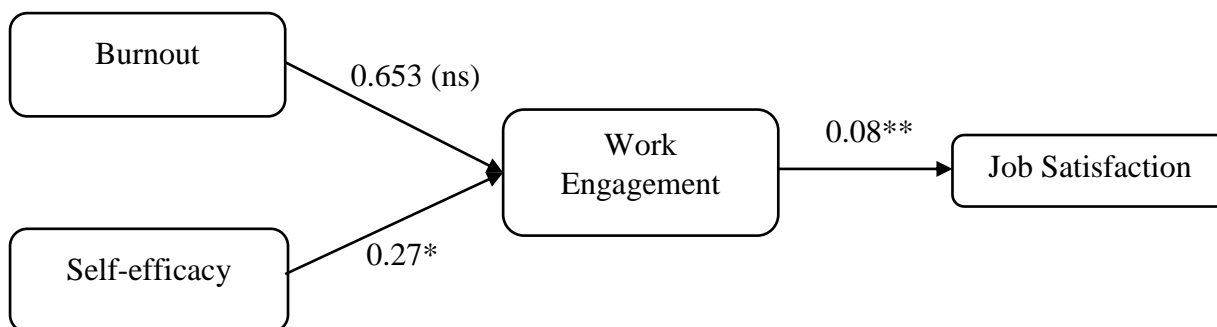 Burnout
0.653 (ns)
Work
Engagement
0.08**
Job Satisfaction
Self-efficacy
0.27*